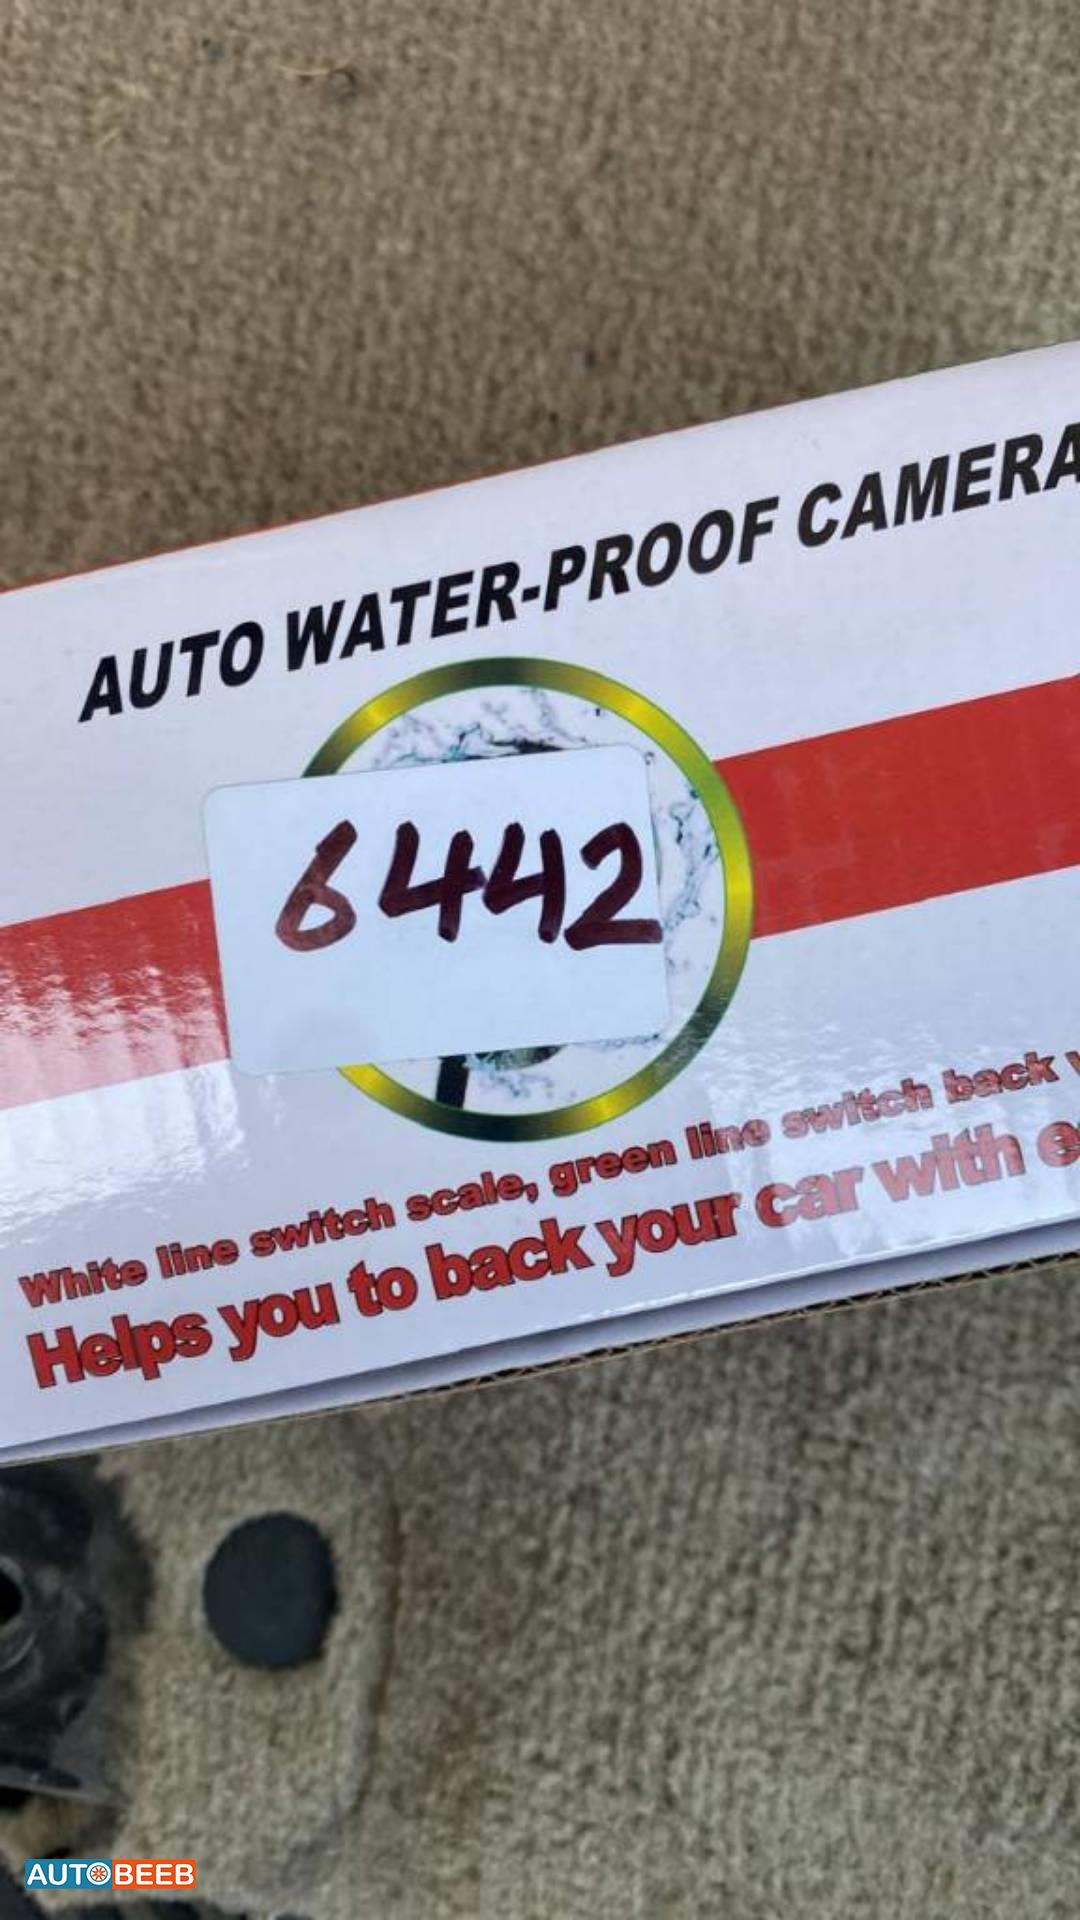 AUTO WATER-PROOF CAMERA
6442
White line switch scale, green line switch back
Helps you to back your car with
AUTOBEEB